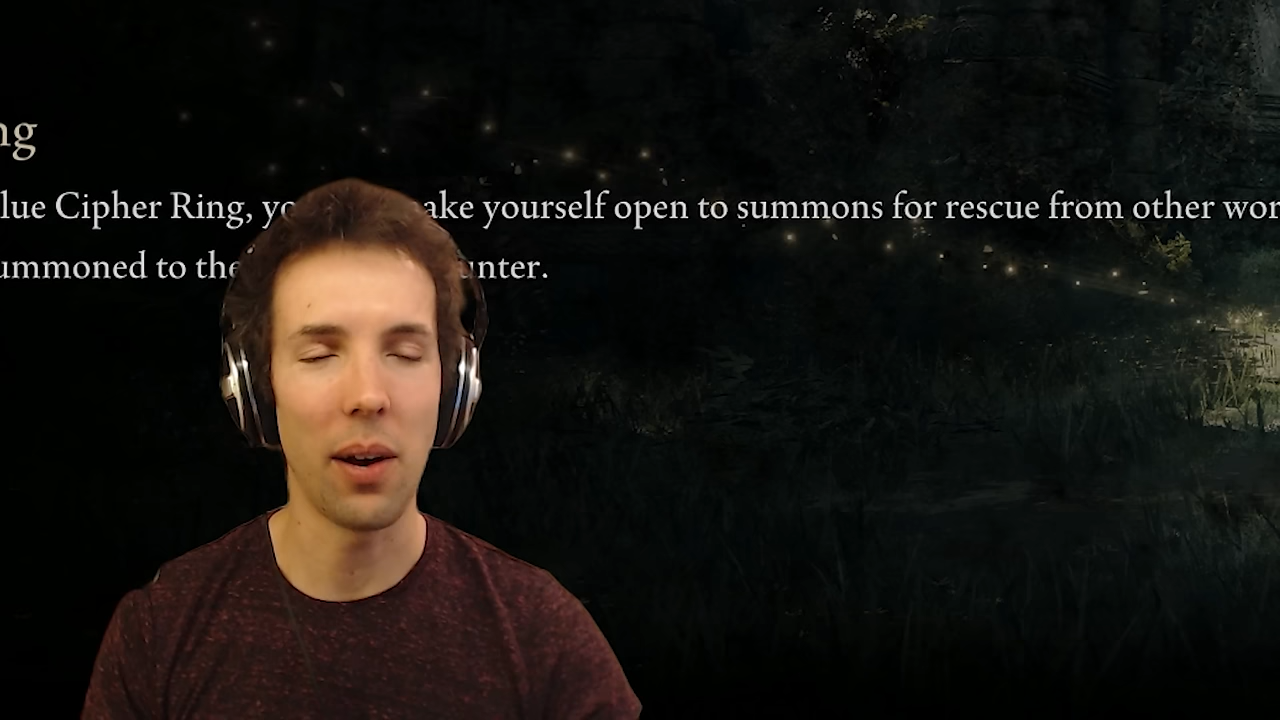 ng
lue Cipher Ring, yo ake yourself open to summons for rescue from other wor
ummoned to the unter.